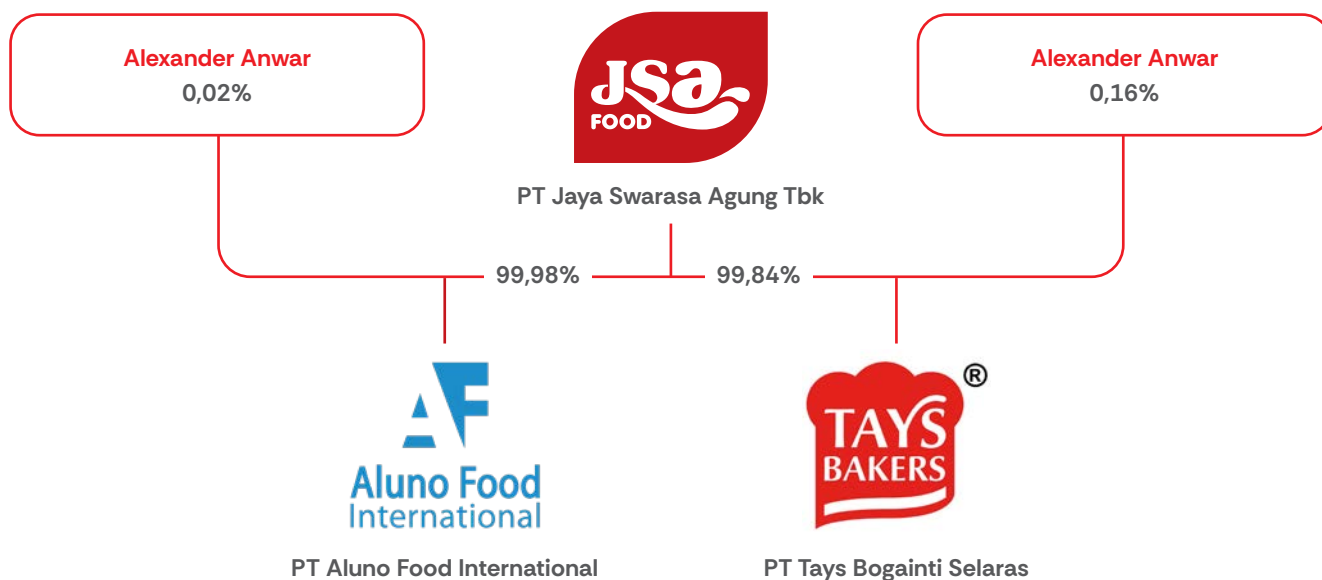 Alexander Anwar
0,02%
Jsa
FOOD
Alexander Anwar
0,16%
PT Jaya Swarasa Agung Tbk
99,98%
99,84%
AF
Aluno Food
International
PT Aluno Food International
TAYS
BAKERS
®
PT Tays Bogainti Selaras